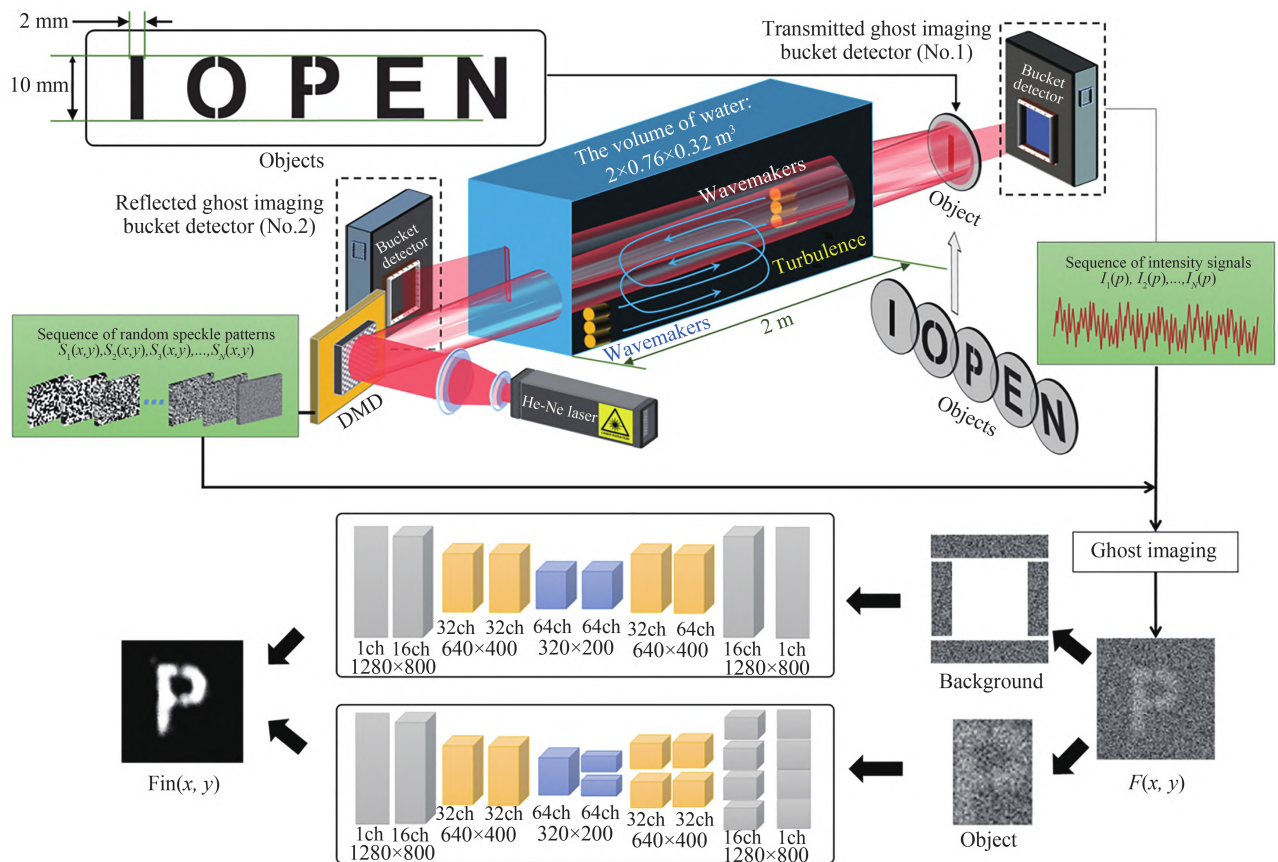 2 mm
10 mm
IOPEN
Objects
Transmitted ghost imaging
bucket detector (No.1)
Bucket
detector
The volume of water:
2×0.76×0.32 m³
Wavemakers
Turbulence
Wavemakers
2 m
I
Object
Reflected ghost imaging
bucket detector (No.2)
Bucket
detector
Sequence of random speckle patterns
S₁(x,y),S₂(x,y),S₃(x,y),...,S_N(x,y)
DMD
He-Ne laser
I
O
P
E
N
Objects
Sequence of intensity signals
I₁(p), I₂(p),...,I_N(p)
Ghost imaging
1ch
16ch
1280×800
32ch
32ch
640×400
64ch
64ch
320×200
32ch
64ch
640×400
16ch
1ch
1280×800
Background
P
Fin(x, y)
P
F(x, y)
1ch
16ch
1280×800
32ch
32ch
640×400
64ch
64ch
320×200
32ch
32ch
640×400
16ch
1ch
1280×800
Object